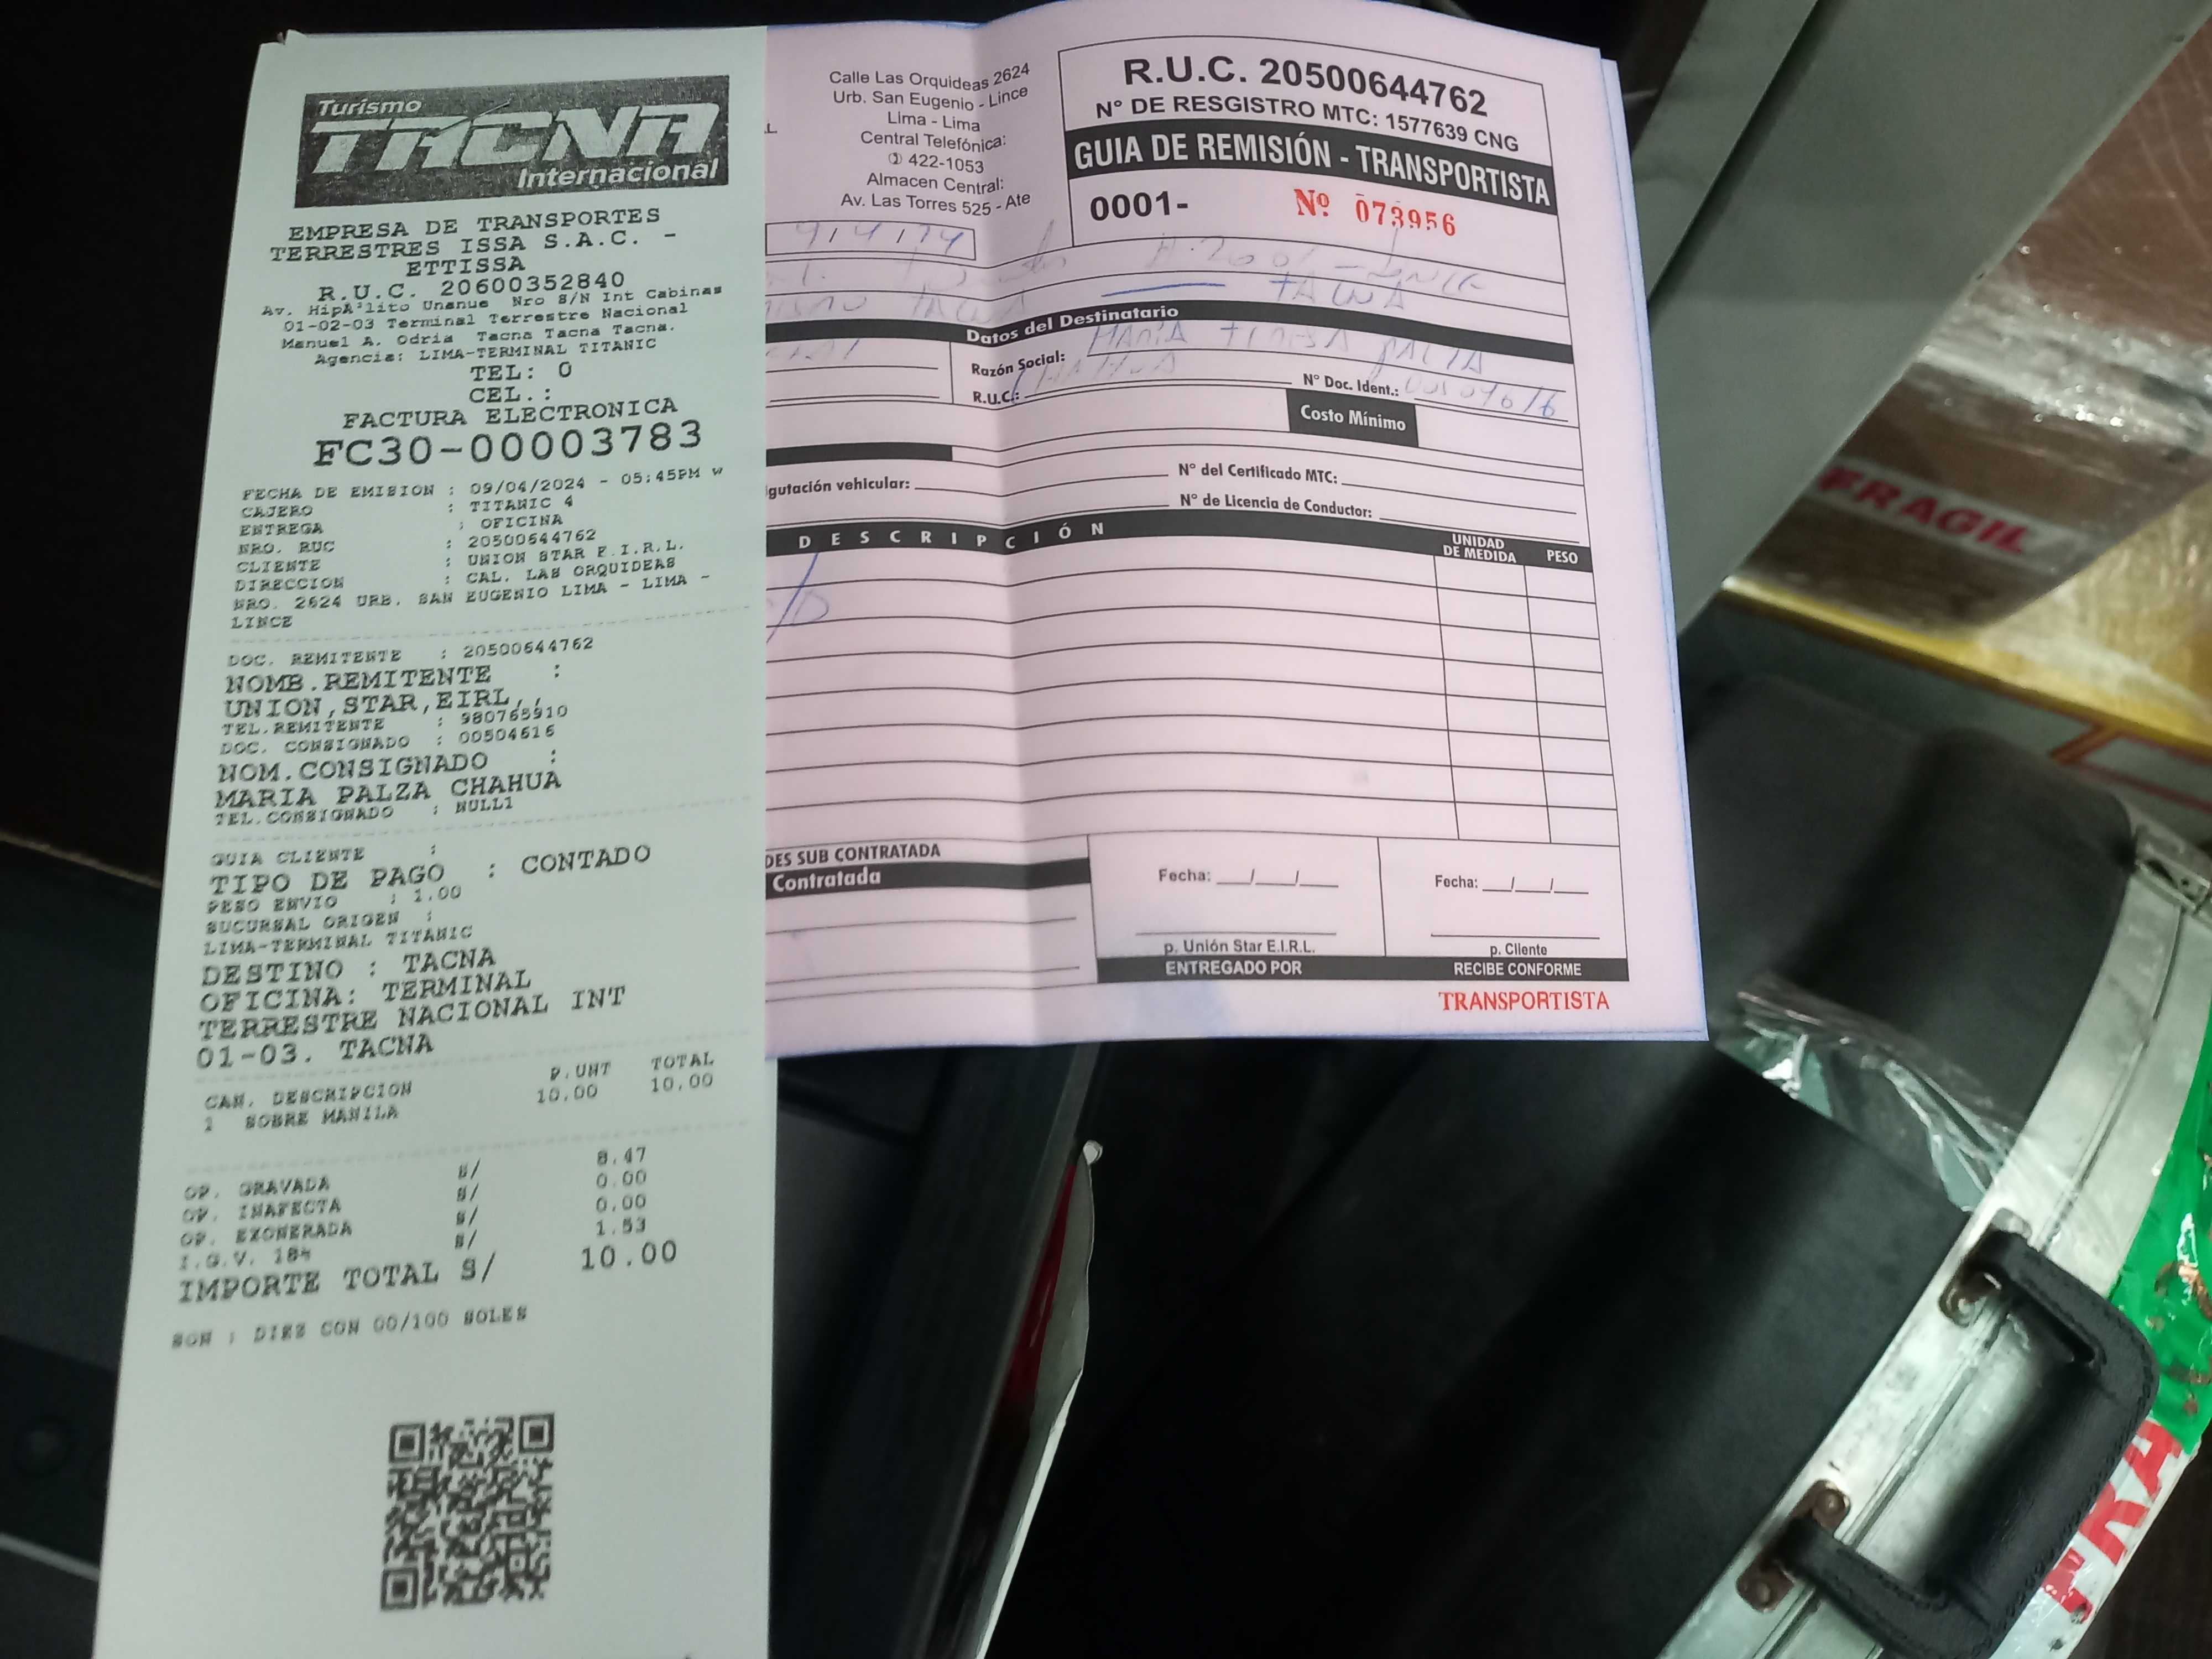 Turismo
TACNA
Internacional
EMPRESA DE TRANSPORTES
TERRESTRES ISSA S.A.C. -
ETTISSA
R.U.C. 20600352840
Av. HipÃ³lito Unanue Nro S/N Int Cabinas
01-02-03 Terminal Terrestre Nacional
Manuel A. Odria Tacna Tacna Tacna.
Agencia: LIMA-TERMINAL TITANIC
TEL: 0
CEL.:
FACTURA ELECTRONICA
FC30-00003783
FECHA DE EMISION : 09/04/2024 - 05:45PM w
CAJERO : TITANIC 4
ENTREGA : OFICINA
NRO. RUC : 20500644762
CLIENTE : UNION STAR E.I.R.L.
DIRECCION : CAL. LAS ORQUIDEAS
NRO. 2624 URB. SAN EUGENIO LIMA - LIMA -
LINCE
DOC. REMITENTE : 20500644762
NOMB.REMITENTE :
UNION,STAR,EIRL,,
TEL.REMITENTE : 980765910
DOC. CONSIGNADO : 00504616
NOM.CONSIGNADO :
MARIA PALZA CHAHUA
TEL.CONSIGNADO : NULL1
GUIA CLIENTE :
TIPO DE PAGO : CONTADO
PESO ENVIO : 1.00
SUCURSAL ORIGEN :
LIMA-TERMINAL TITANIC
DESTINO : TACNA
OFICINA: TERMINAL
TERRESTRE NACIONAL INT
01-03. TACNA
CAN. DESCRIPCION P.UNT TOTAL
1 SOBRE MANILA 10.00 10.00
OP. GRAVADA S/ 8.47
OP. INAFECTA S/ 0.00
OP. EXONERADA S/ 0.00
I.G.V. 18% S/ 1.53
IMPORTE TOTAL S/ 10.00
SON : DIEZ CON 00/100 SOLES
Calle Las Orquideas 2624
Urb. San Eugenio - Lince
Lima - Lima
Central Telefónica:
422-1053
Almacen Central:
Av. Las Torres 525 - Ate
R.U.C. 20500644762
N° DE RESGISTRO MTC: 1577639 CNG
GUIA DE REMISIÓN - TRANSPORTISTA
0001- Nº 073956
TACNA
TACNA
Datos del Destinatario
Razón Social: MARIA PALZA
CHAHUA
R.U.C.: N° Doc. Ident.:
Costo Mínimo
N° del Certificado MTC:
gutación vehicular:
N° de Licencia de Conductor:
DESCRIPCIÓN UNIDAD DE MEDIDA PESO
DES SUB CONTRATADA
Contratada
Fecha: __/__/__
Fecha: __/__/__
p. Unión Star E.I.R.L.
p. Cliente
ENTREGADO POR
RECIBE CONFORME
TRANSPORTISTA
FRAGIL